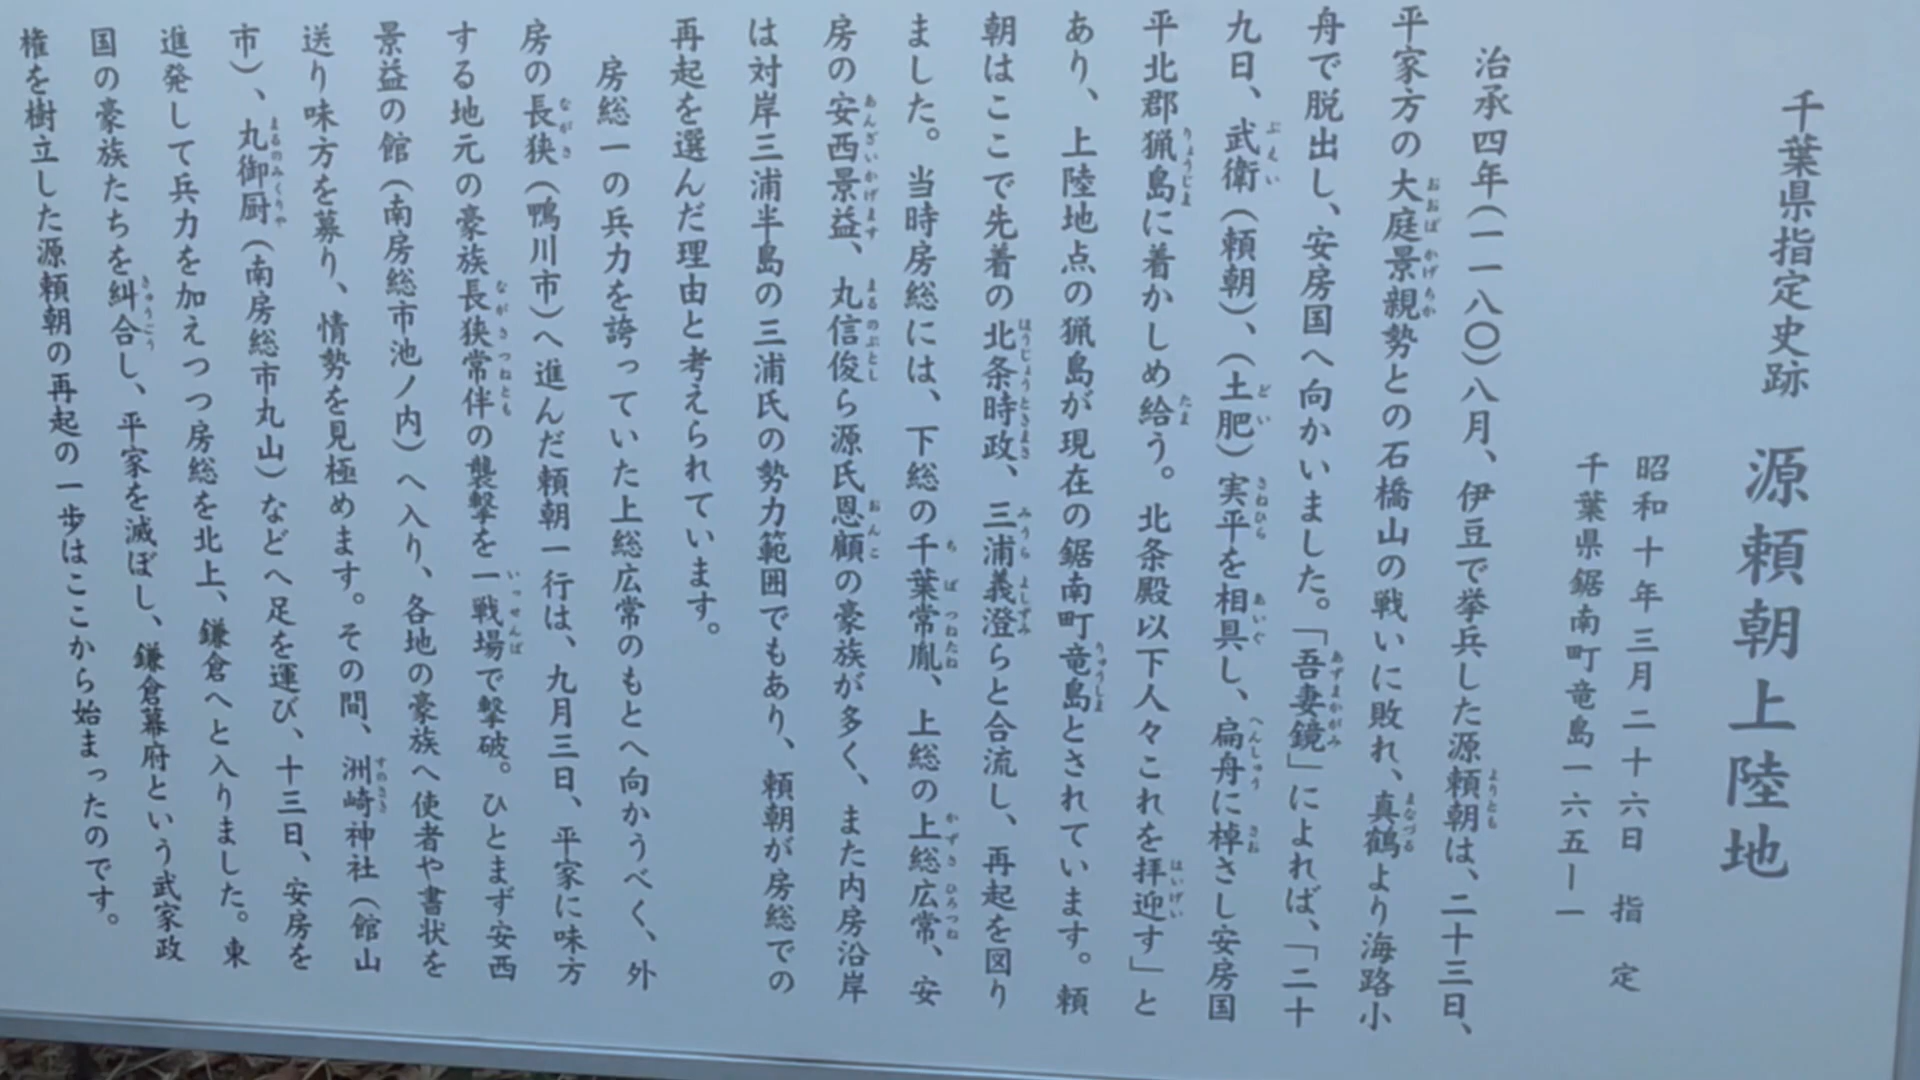 千葉県指定史跡 源頼朝上陸地
昭和十年三月二十六日 指定
千葉県鋸南町竜島一六五ー一
治承四年(一一八〇)八月、伊豆で挙兵した源頼朝は、二十三日、
平家方の大庭景親勢との石橋山の戦いに敗れ、真鶴より海路小
舟で脱出し、安房国へ向かいました。「吾妻鏡」によれば、「二十
九日、武衛(頼朝)、(土肥)実平を相具し、扁舟に棹さし安房国
平北郡猟島に着かしめ給う。北条殿以下人々これを拝迎す」と
あり、上陸地点の猟島が現在の鋸南町竜島とされています。頼
朝はここで先着の北条時政、三浦義澄らと合流し、再起を図り
ました。当時房総には、下総の千葉常胤、上総の上総広常、安
房の安西景益、丸信俊ら源氏恩顧の豪族が多く、また内房沿岸
は対岸三浦半島の三浦氏の勢力範囲でもあり、頼朝が房総での
再起を選んだ理由と考えられています。
房総一の兵力を誇っていた上総広常のもとへ向かうべく、外
房の長狭(鴨川市)へ進んだ頼朝一行は、九月三日、平家に味方
する地元の豪族長狭常伴の襲撃を一戦場で撃破。ひとまず安西
景益の館(南房総市池ノ内)へ入り、各地の豪族へ使者や書状を
送り味方を募り、情勢を見極めます。その間、洲崎神社(館山
市)、丸御厨(南房総市丸山)などへ足を運び、十三日、安房を
進発して兵力を加えつつ房総を北上、鎌倉へと入りました。東
国の豪族たちを糾合し、平家を滅ぼし、鎌倉幕府という武家政
権を樹立した源頼朝の再起の一歩はここから始まったのです。